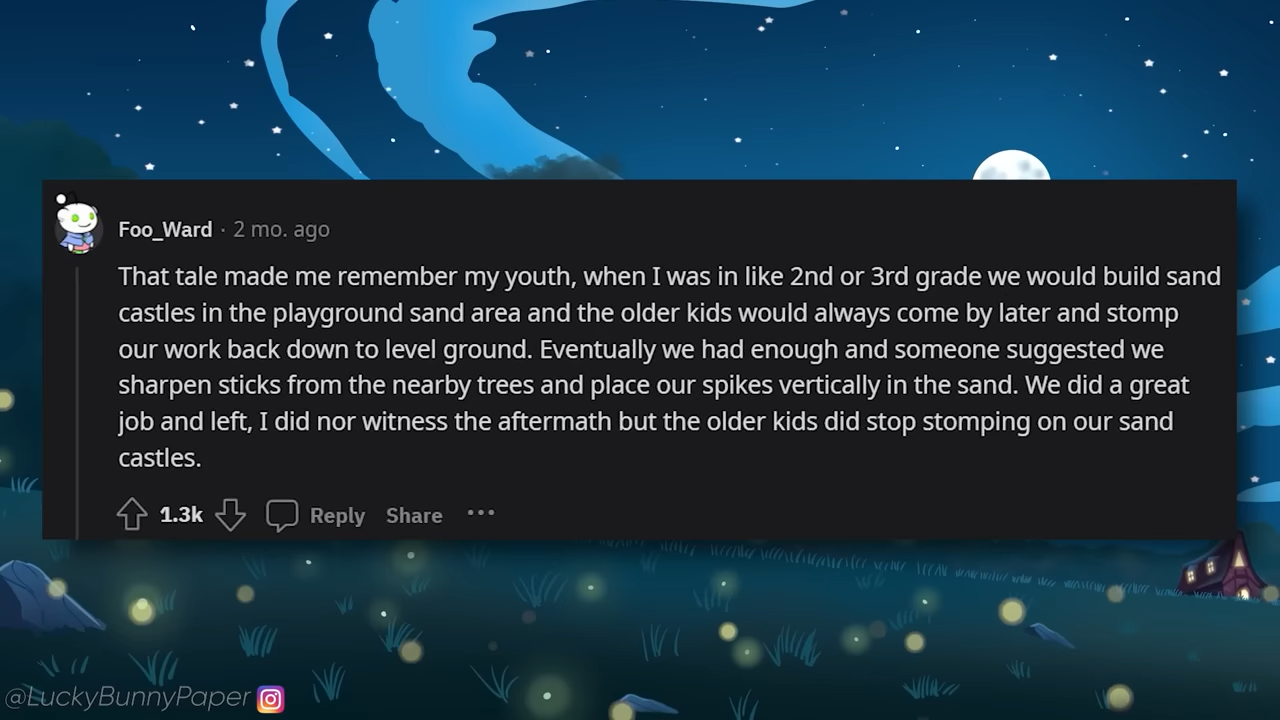 Foo_Ward · 2 mo. ago
That tale made me remember my youth, when I was in like 2nd or 3rd grade we would build sand
castles in the playground sand area and the older kids would always come by later and stomp
our work back down to level ground. Eventually we had enough and someone suggested we
sharpen sticks from the nearby trees and place our spikes vertically in the sand. We did a great
job and left, I did nor witness the aftermath but the older kids did stop stomping on our sand
castles.
1.3k Reply Share ···
@LuckyBunnyPaper